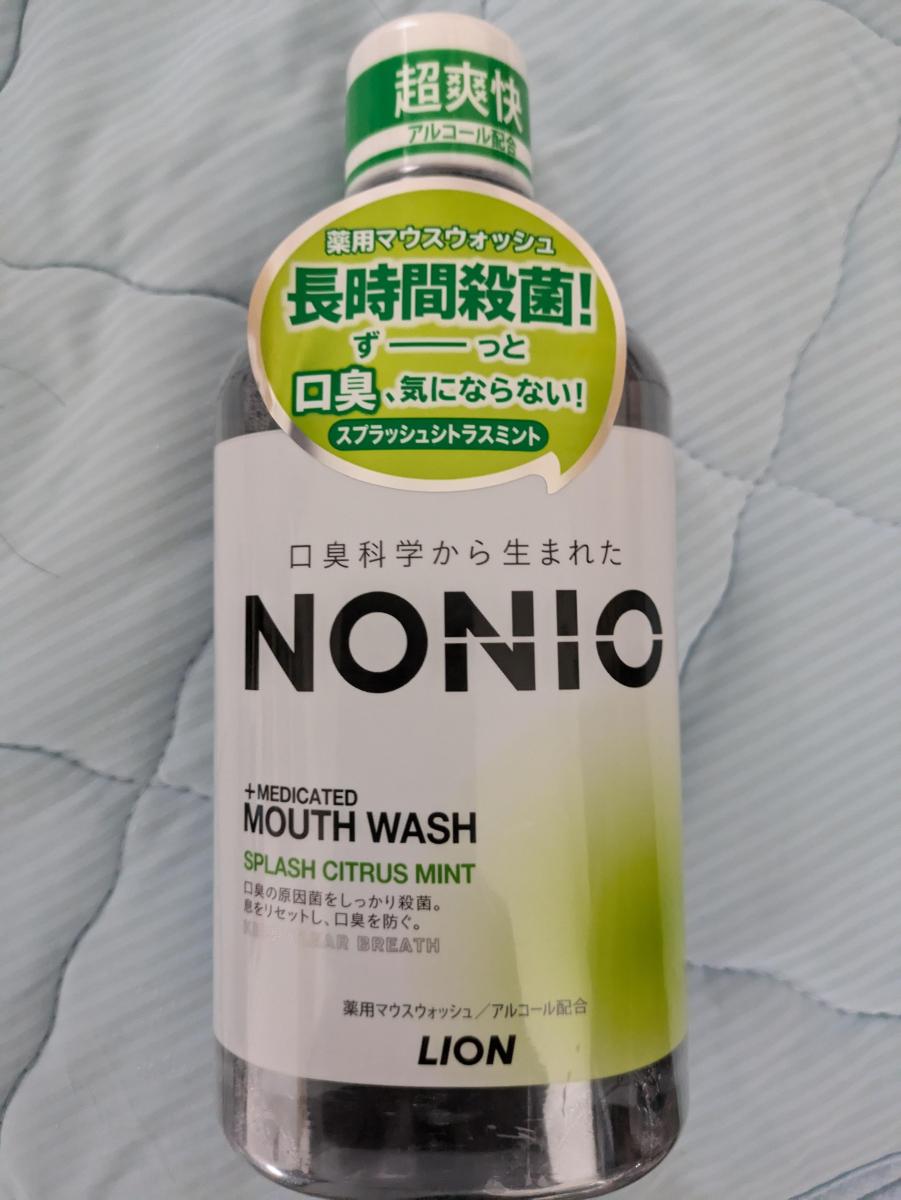 超爽快
アルコール配合
薬用マウスウォッシュ
長時間殺菌!
ず――っと
口臭、気にならない!
スプラッシュシトラスミント
口臭科学から生まれた
NONIO
+MEDICATED
MOUTH WASH
SPLASH CITRUS MINT
口臭の原因菌をしっかり殺菌。
息をリセットし、口臭を防ぐ。
BREATH
薬用マウスウォッシュ/アルコール配合
LION